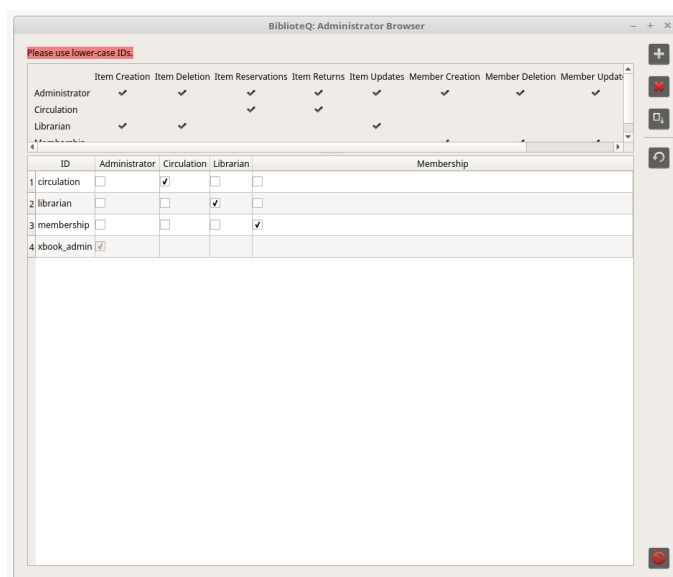 BiblioteQ: Administrator Browser
Please use lower-case IDs.
Item Creation Item Deletion Item Reservations Item Returns Item Updates Member Creation Member Deletion Member Updat
Administrator
Circulation
Librarian
Membership
ID Administrator Circulation Librarian Membership
1 circulation
2 librarian
3 membership
4 xbook_admin